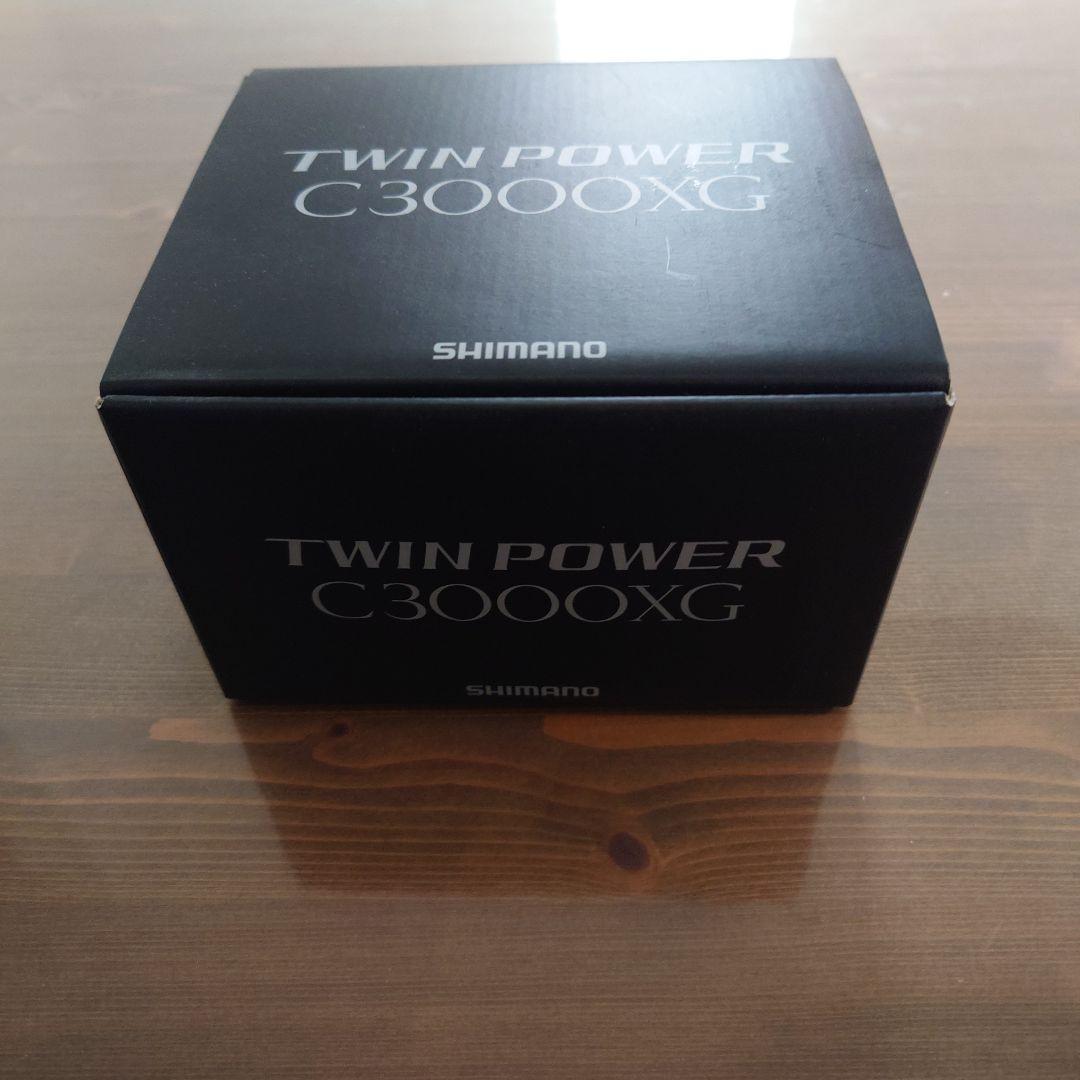 TWIN POWER
C3000XG
SHIMANO
TWIN POWER
C3000XG
SHIMANO